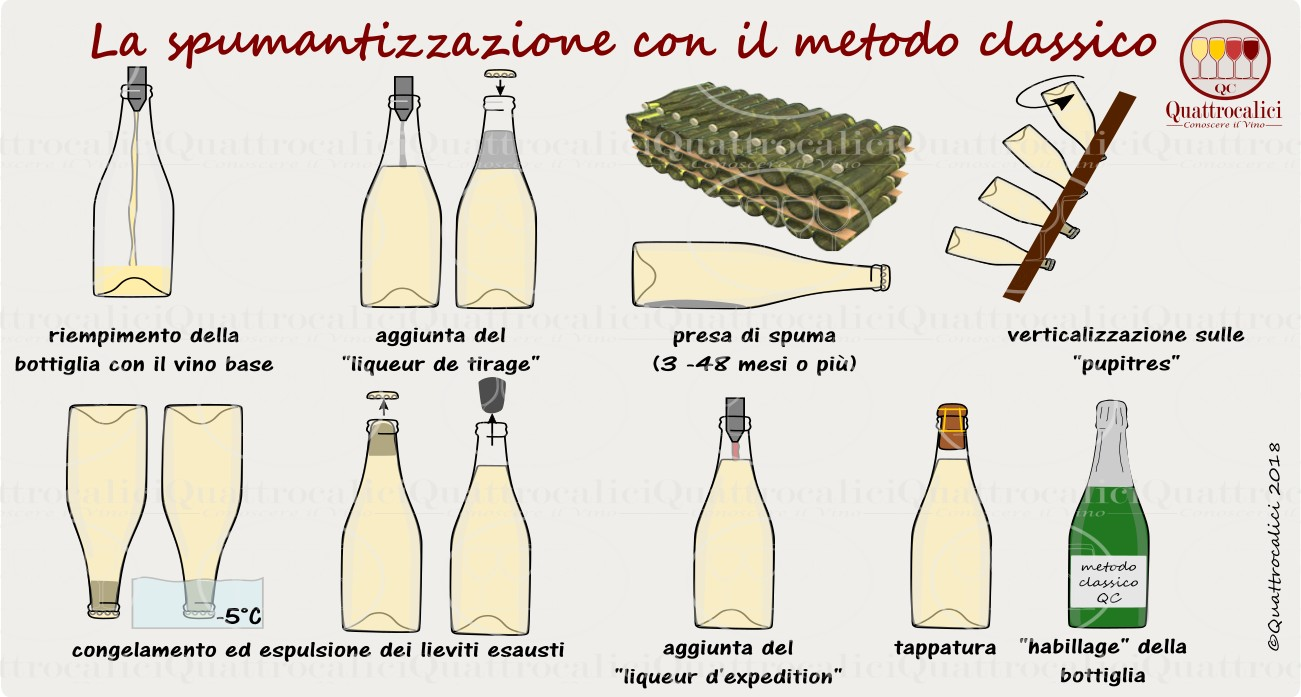 La spumantizzazione con il metodo classico
QC
Quattrocalici
Conoscere il Vino
riempimento della
bottiglia con il vino base
aggiunta del
"liqueur de tirage"
presa di spuma
(3 -48 mesi o più)
verticalizzazione sulle
"pupitres"
-5°C
congelamento ed espulsione dei lieviti esausti
aggiunta del
"liqueur d'expedition"
tappatura
metodo
classico
QC
"habillage" della
bottiglia
©Quattrocalici 2018